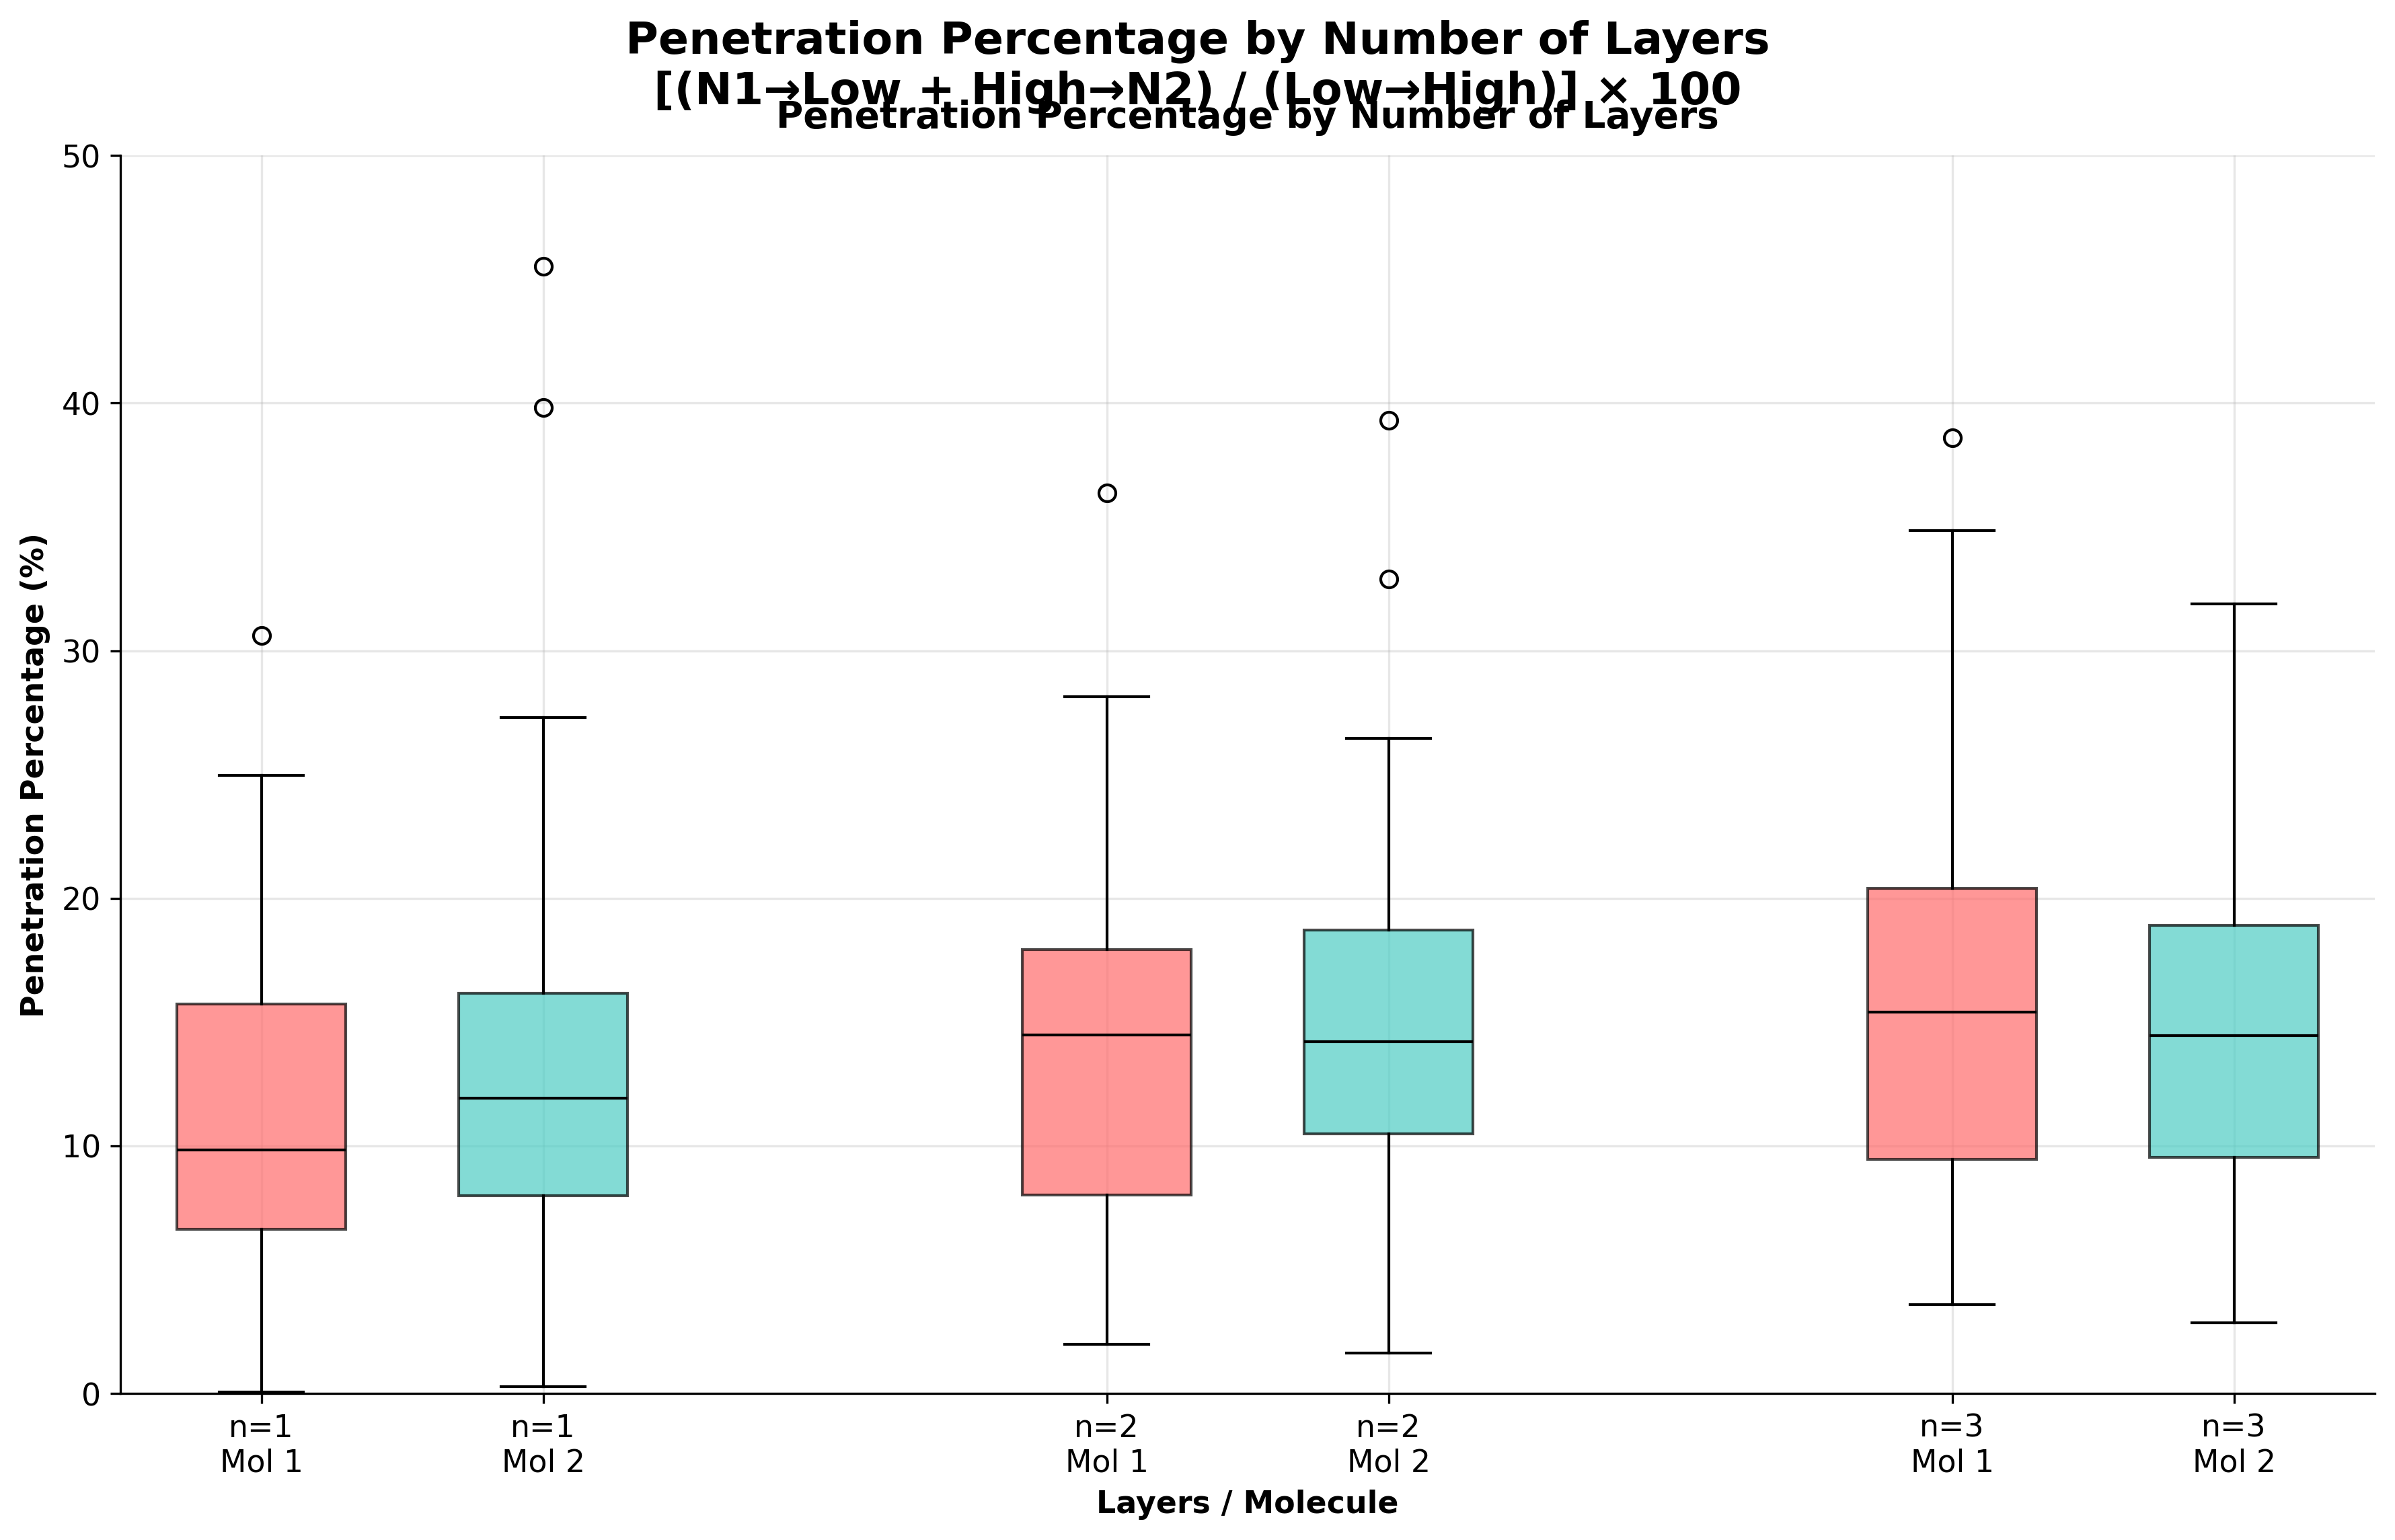 Penetration Percentage by Number of Layers
[(N1→Low + High→N2) / (Low→High)] × 100
Penetration Percentage by Number of Layers
50
40
30
20
10
0
Penetration Percentage (%)
n=1 n=1 n=2 n=2 n=3 n=3
Mol 1 Mol 2 Mol 1 Mol 2 Mol 1 Mol 2
Layers / Molecule